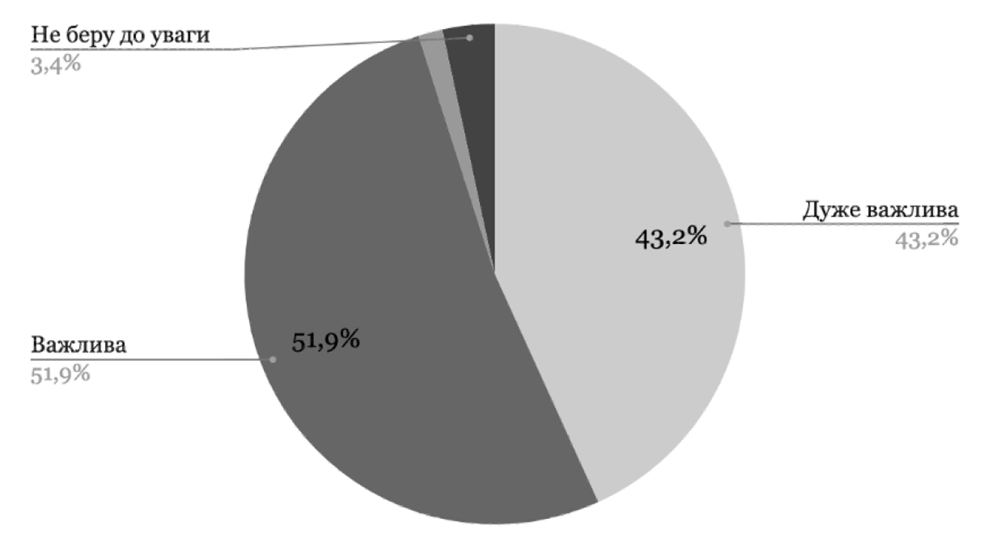 Не беру до уваги
3,4%
Дуже важлива
43,2%
43,2%
Важлива
51,9%
51,9%